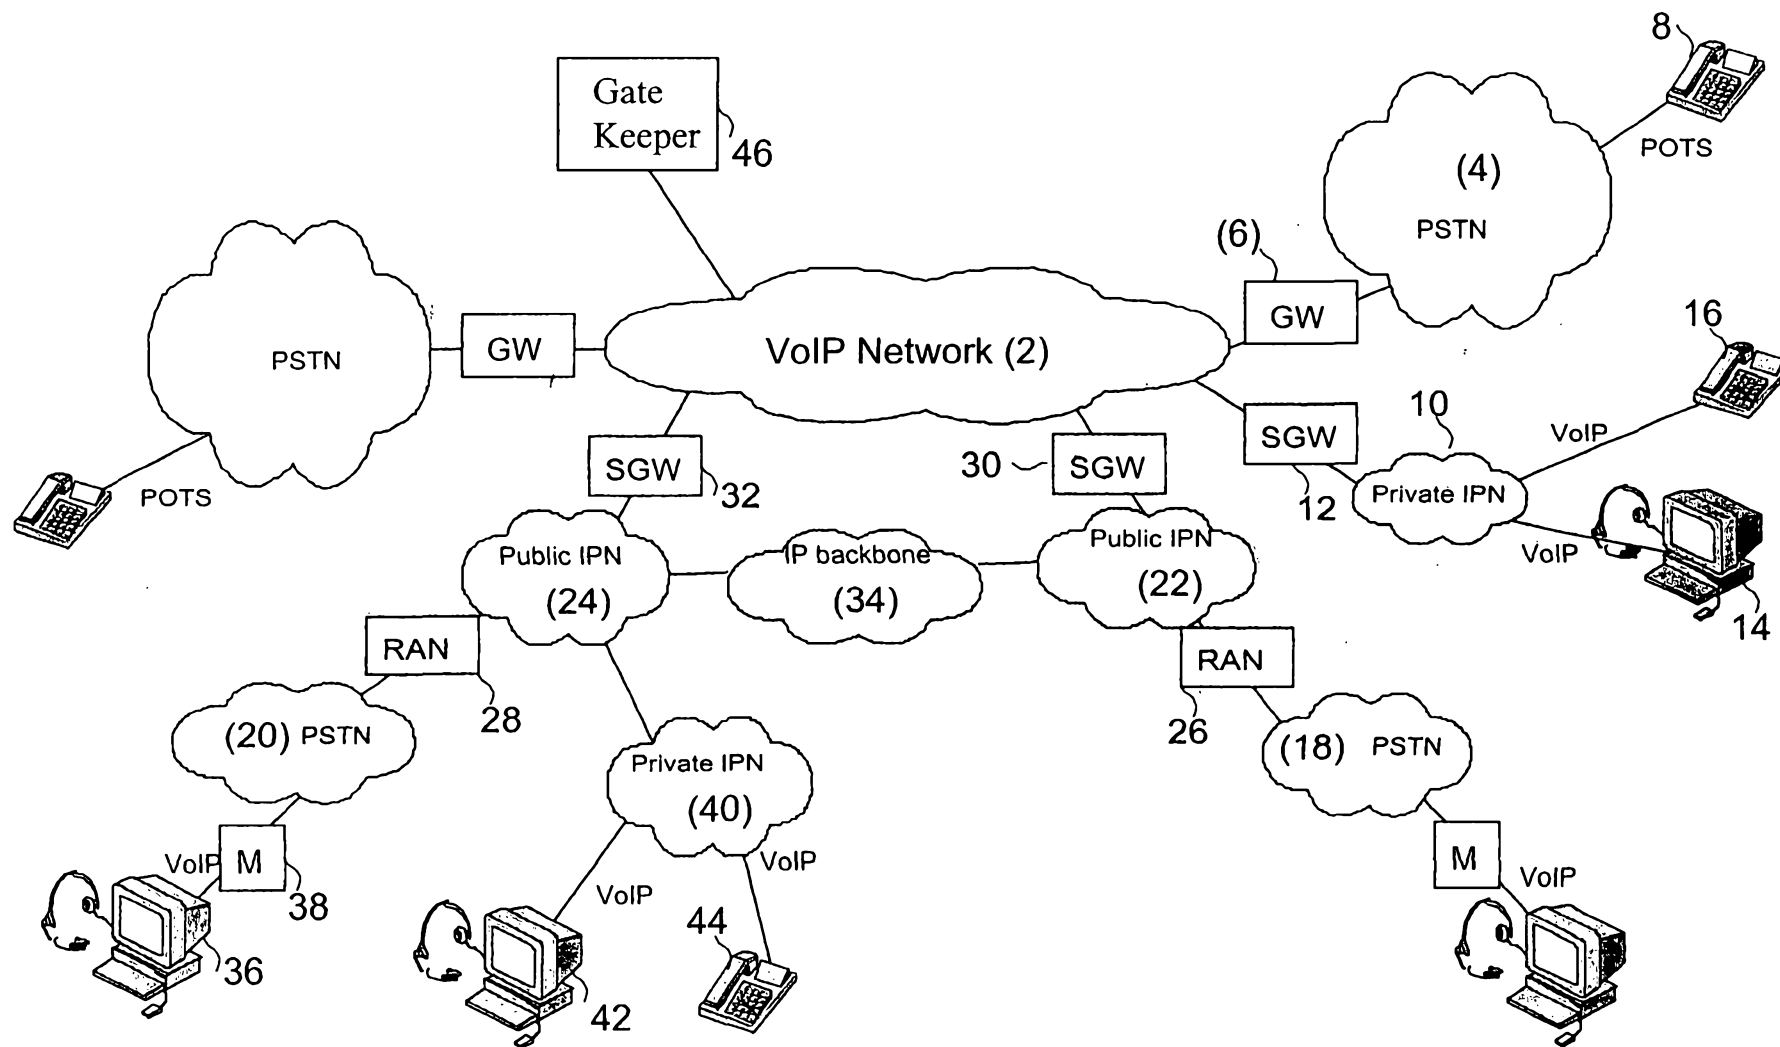 8
Gate
Keeper
46
POTS
(4)
PSTN
(6)
GW
16
PSTN
GW
VoIP Network (2)
10
VoIP
SGW
12
Private IPN
VoIP
14
POTS
SGW
32
30
SGW
Public IPN
(24)
IP backbone
(34)
Public IPN
(22)
RAN
28
RAN
26
(20) PSTN
Private IPN
(40)
(18) PSTN
VoIP
M
38
VoIP
VoIP
M
VoIP
36
42
44